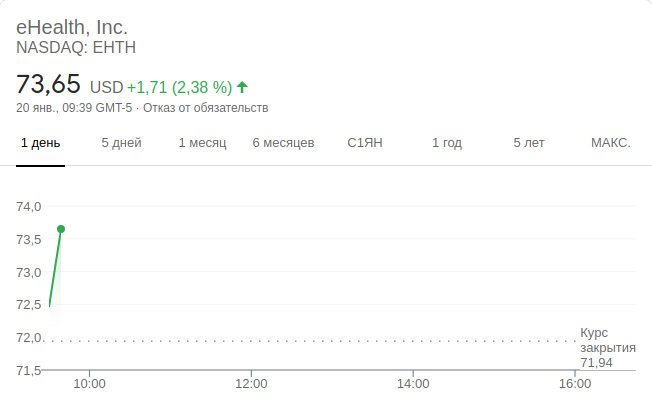 eHealth, Inc.
NASDAQ: EHTH
73,65 USD +1,71 (2,38 %)
20 янв., 09:39 GMT-5 · Отказ от обязательств
1 день 5 дней 1 месяц 6 месяцев С1ЯН 1 год 5 лет МАКС.
74,0
73,5
73,0
72,5
72,0
71,5
Курс
закрытия
71,94
10:00 12:00 14:00 16:00